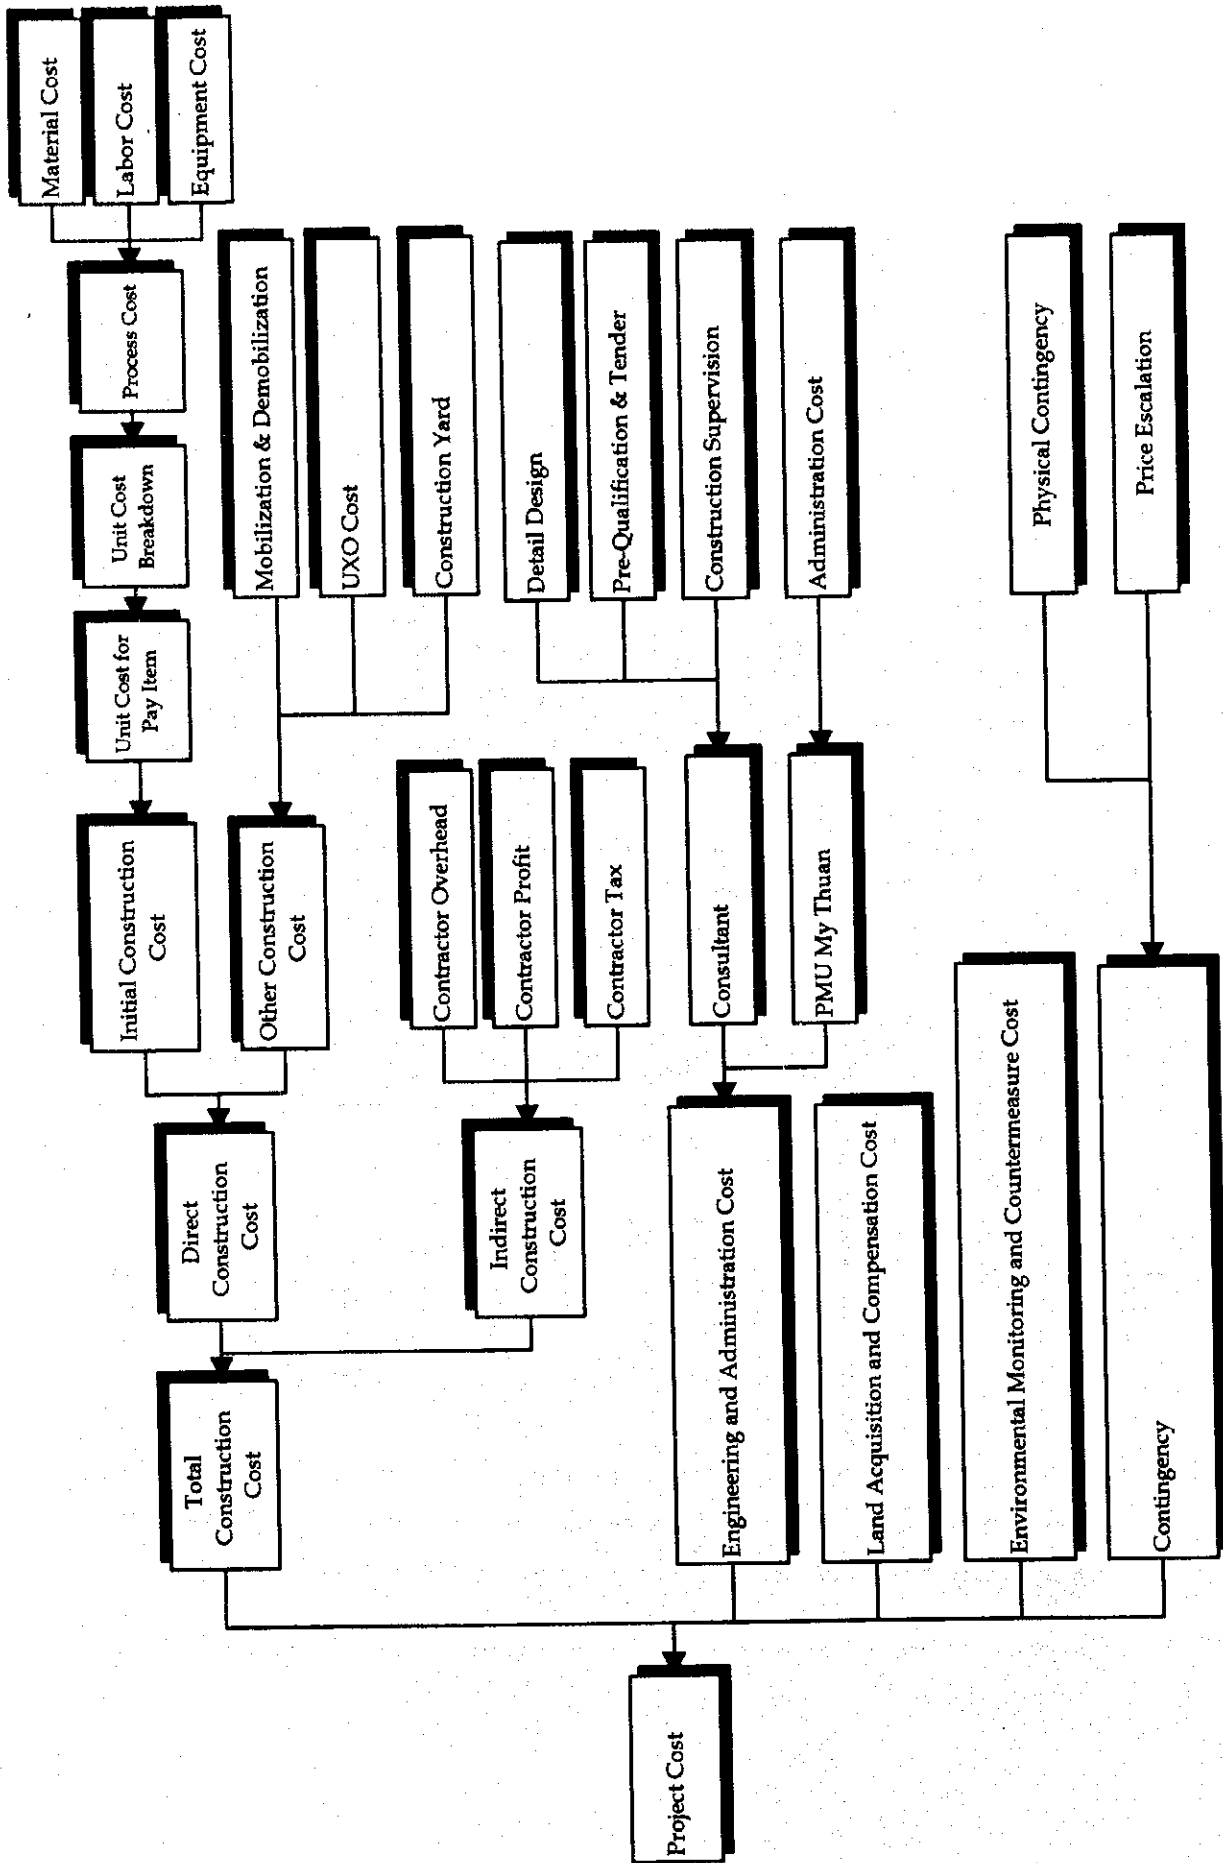 Project Cost
Total
Construction
Cost
Direct
Construction
Cost
Initial Construction
Cost
Unit Cost for
Pay Item
Unit Cost
Breakdown
Process Cost
Material Cost
Labor Cost
Equipment Cost
Other Construction
Cost
Mobilization & Demobilization
UXO Cost
Construction Yard
Indirect
Construction
Cost
Contractor Overhead
Contractor Profit
Contractor Tax
Engineering and Administration Cost
Consultant
Detail Design
Pre-Qualification & Tender
Construction Supervision
PMU My Thuan
Administration Cost
Land Acquisition and Compensation Cost
Environmental Monitoring and Countermeasure Cost
Contingency
Physical Contingency
Price Escalation